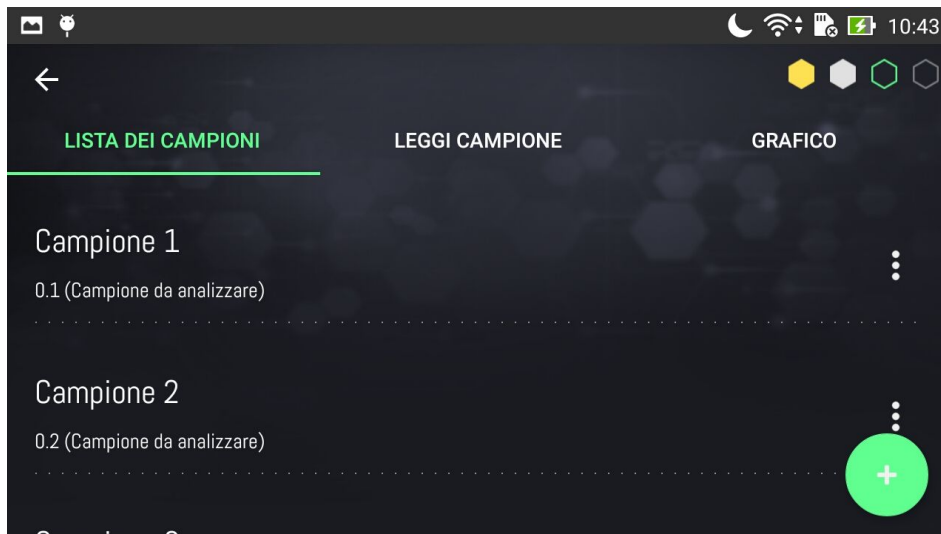 10:43
LISTA DEI CAMPIONI LEGGI CAMPIONE GRAFICO
Campione 1
0.1 (Campione da analizzare)
Campione 2
0.2 (Campione da analizzare)